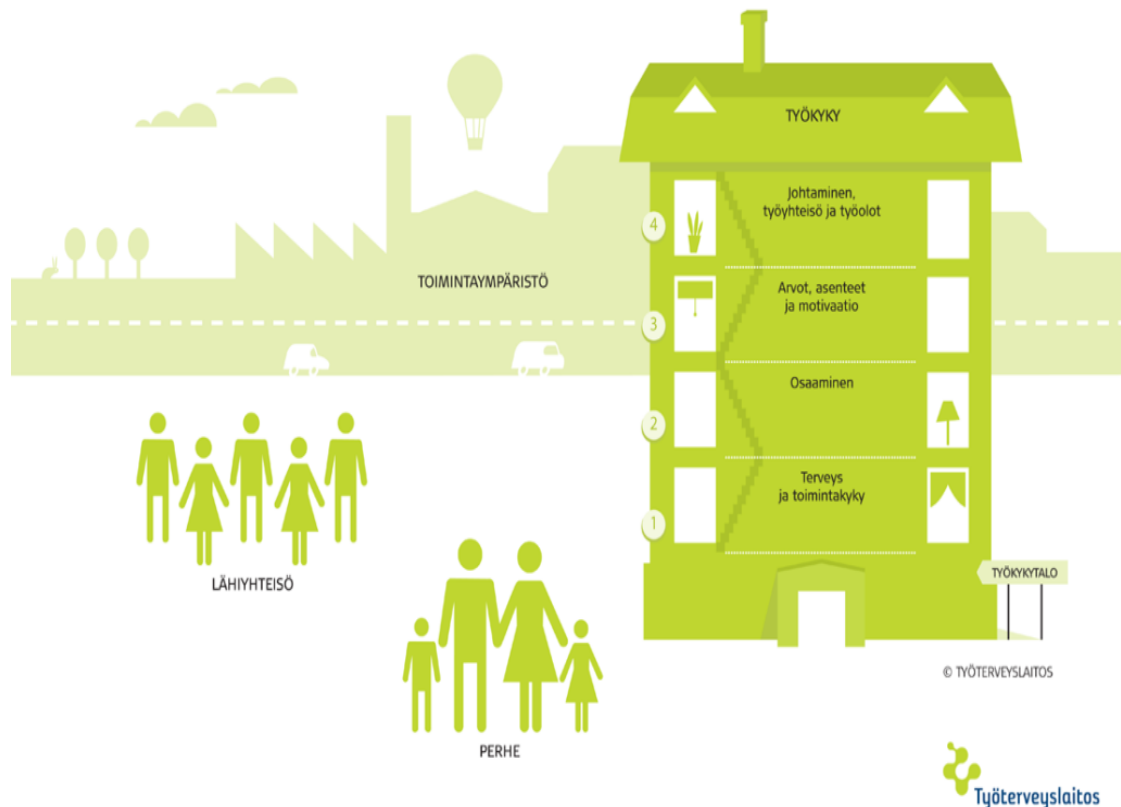 TYÖKYKY
4
Johtaminen,
työyhteisö ja työolot
TOIMINTAYMPÄRISTÖ
3
Arvot, asenteet
ja motivaatio
2
Osaaminen
1
Terveys
ja toimintakyky
LÄHIYHTEISÖ
TYÖKYKYTALO
PERHE
© TYÖTERVEYSLAITOS
Työterveyslaitos